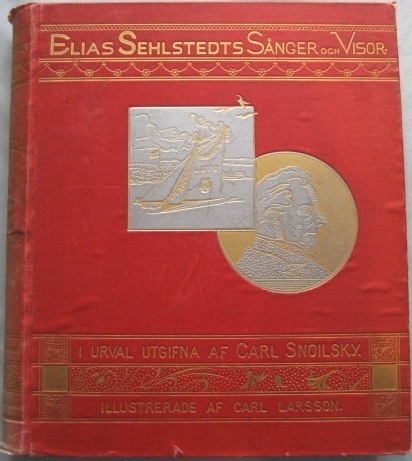 ELIAS SEHLSTEDTS SÅNGER OCH VISOR.
I URVAL UTGIFNA AF CARL SNOILSKY.
ILLUSTRERADE AF CARL LARSSON.